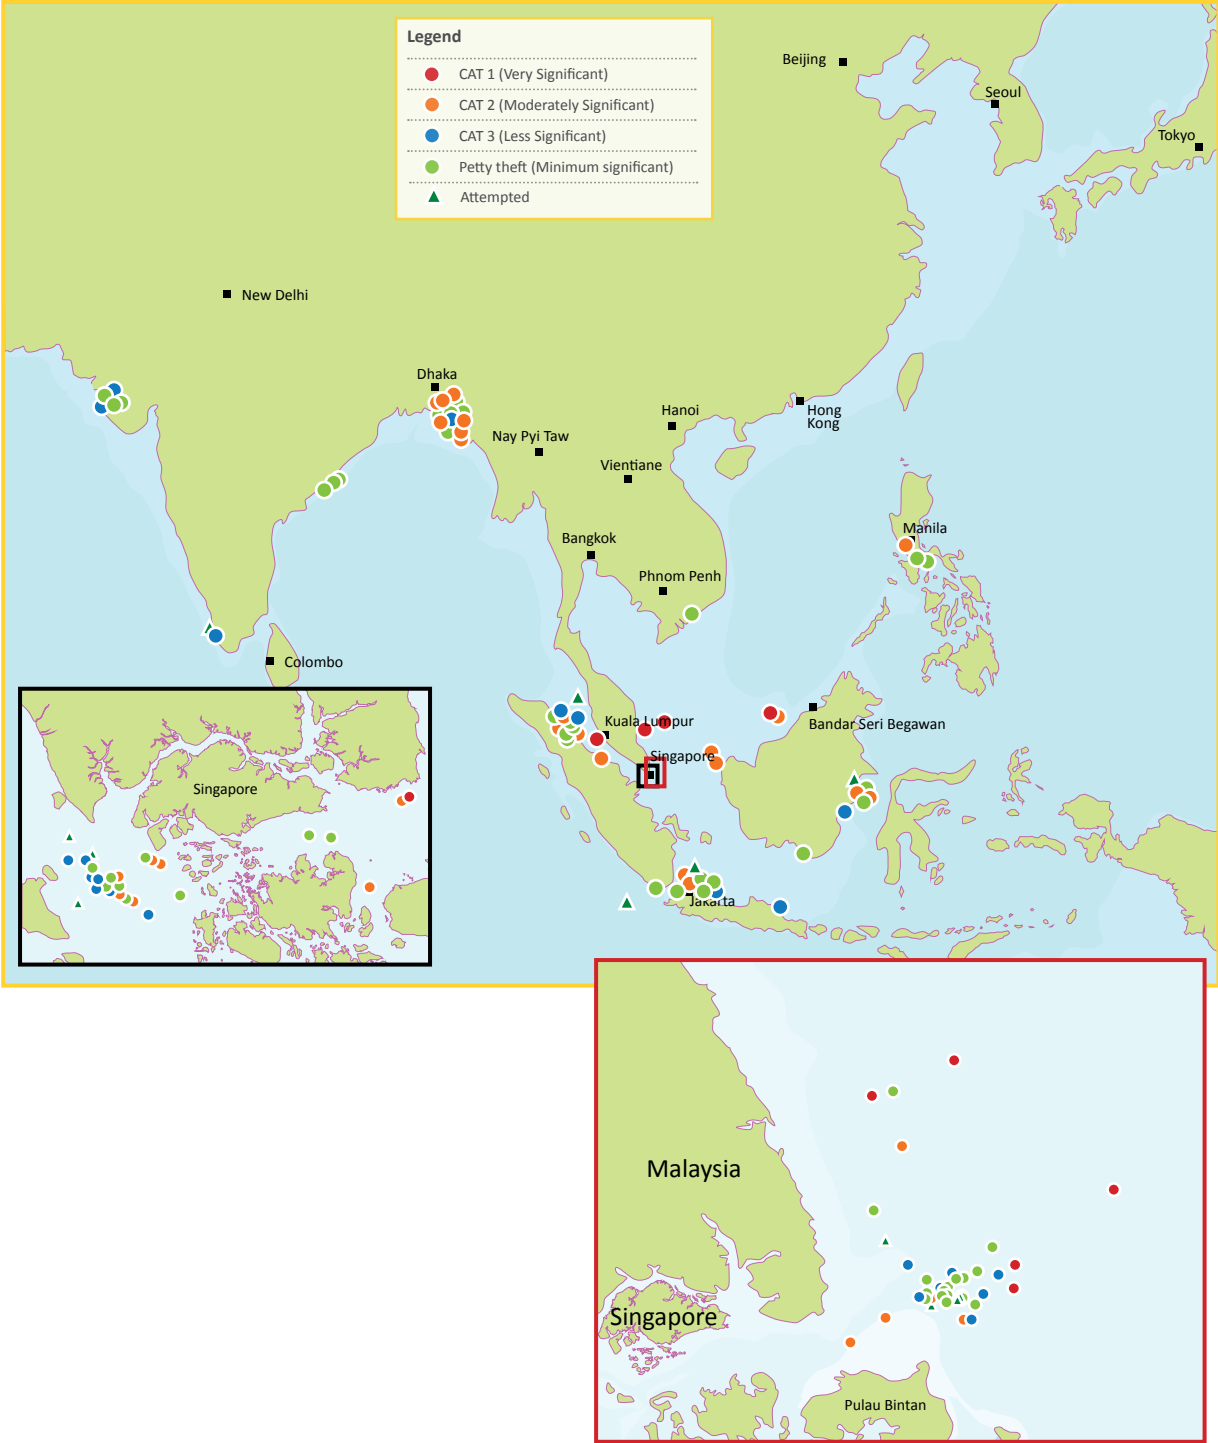 Legend
CAT 1 (Very Significant)
CAT 2 (Moderately Significant)
CAT 3 (Less Significant)
Petty theft (Minimum significant)
Attempted
Beijing
Seoul
Tokyo
New Delhi
Dhaka
Hanoi
Hong
Kong
Nay Pyi Taw
Vientiane
Manila
Bangkok
Phnom Penh
Colombo
Kuala Lumpur
Bandar Seri Begawan
Singapore
Singapore
Jakarta
Malaysia
Singapore
Pulau Bintan